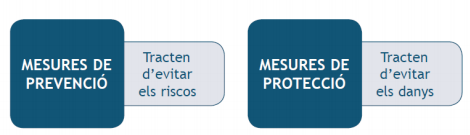 MESURES DE
PREVENCIÓ
Tracten
d'evitar
els riscos
MESURES DE
PROTECCIÓ
Tracten
d'evitar
els danys